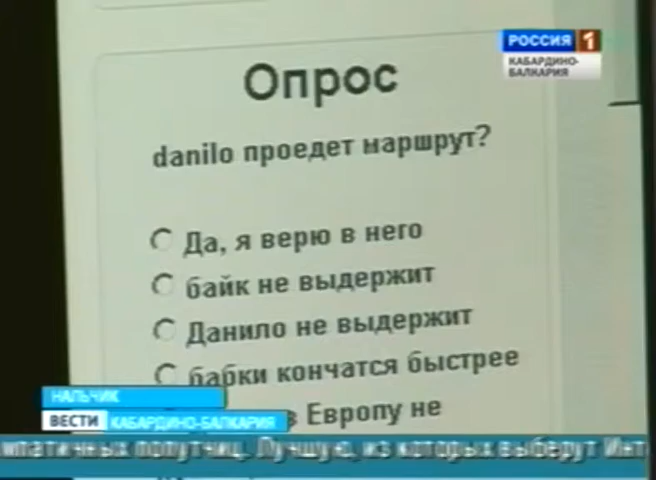 РОССИЯ 1
КАБАРДИНО-
БАЛКАРИЯ
Опрос
danilo проедет маршрут?
Да, я верю в него
байк не выдержит
Данило не выдержит
бабки кончатся быстрее
в Европу не
НАЛЬЧИК
ВЕСТИ КАБАРДИНО-БАЛКАРИЯ
попутчиц. Лучшую, из которых выберут Инт